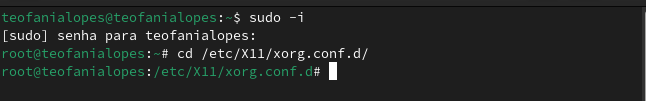 teofanialopes@teofanialopes:~$ sudo -i
[sudo] senha para teofanialopes:
root@teofanialopes:~# cd /etc/X11/xorg.conf.d/
root@teofanialopes:/etc/X11/xorg.conf.d#